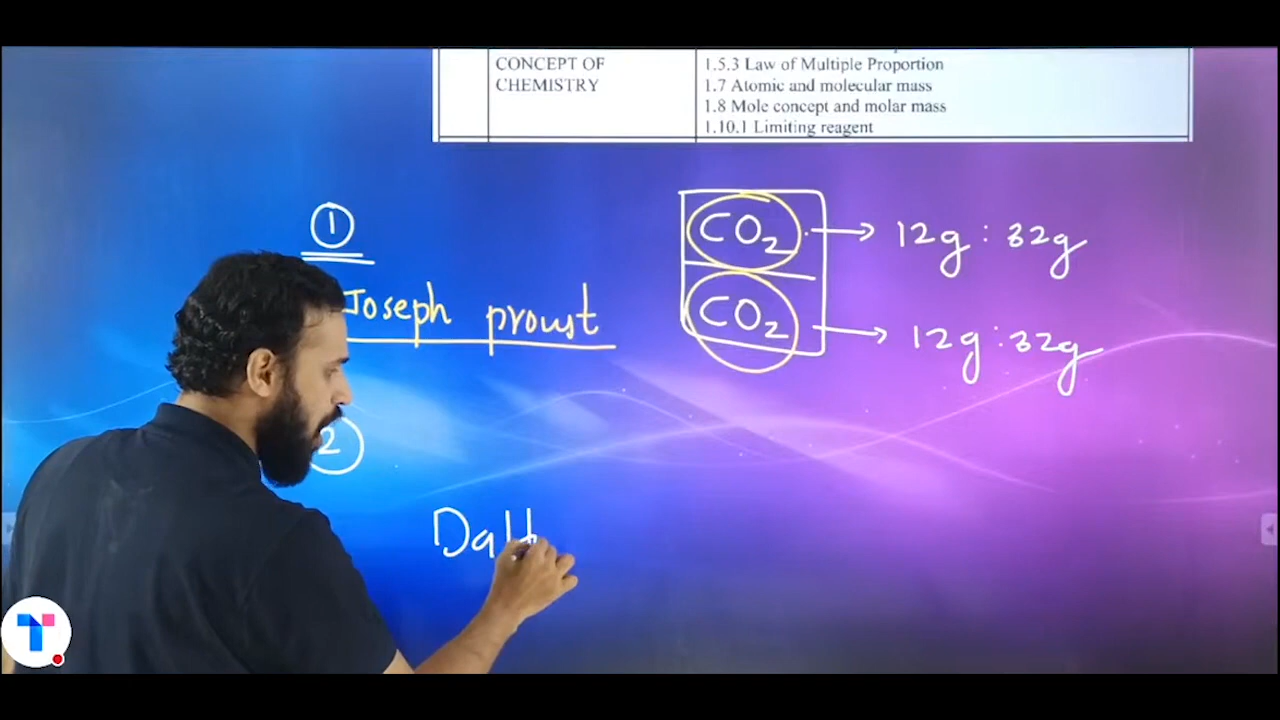 CONCEPT OF
CHEMISTRY
1.5.3 Law of Multiple Proportion
1.7 Atomic and molecular mass
1.8 Mole concept and molar mass
1.10.1 Limiting reagent
1
Joseph proust
CO2 → 12g : 32g
CO2 → 12g : 32g
2
Dalt